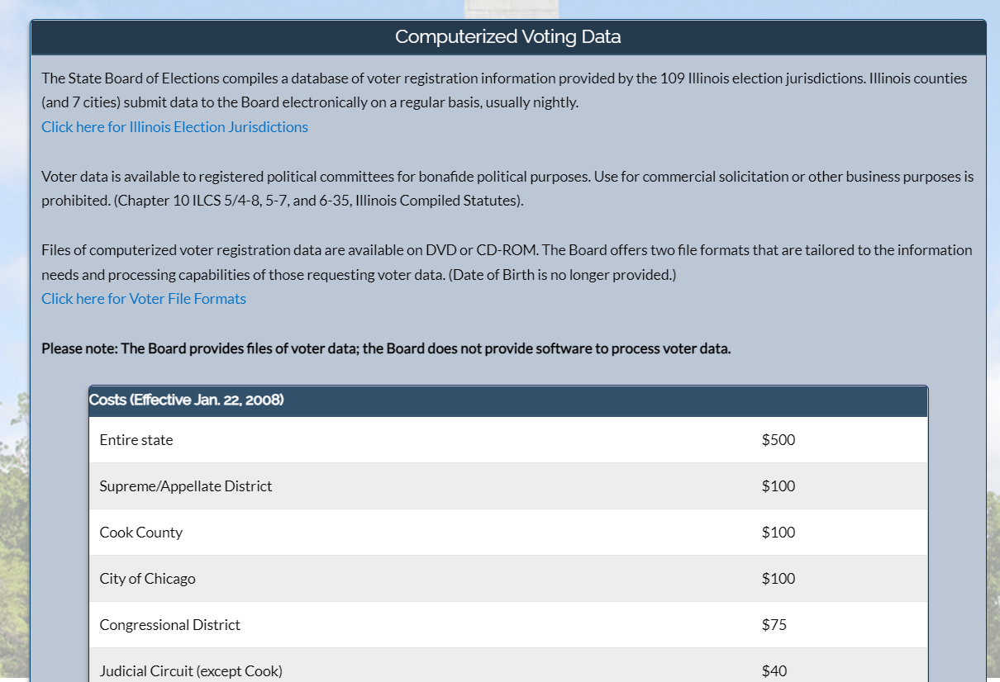 Computerized Voting Data
The State Board of Elections compiles a database of voter registration information provided by the 109 Illinois election jurisdictions. Illinois counties
(and 7 cities) submit data to the Board electronically on a regular basis, usually nightly.
Click here for Illinois Election Jurisdictions
Voter data is available to registered political committees for bonafide political purposes. Use for commercial solicitation or other business purposes is
prohibited. (Chapter 10 ILCS 5/4-8, 5-7, and 6-35, Illinois Compiled Statutes).
Files of computerized voter registration data are available on DVD or CD-ROM. The Board offers two file formats that are tailored to the information
needs and processing capabilities of those requesting voter data. (Date of Birth is no longer provided.)
Click here for Voter File Formats
Please note: The Board provides files of voter data; the Board does not provide software to process voter data.
Costs (Effective Jan. 22, 2008)
Entire state $500
Supreme/Appellate District $100
Cook County $100
City of Chicago $100
Congressional District $75
Judicial Circuit (except Cook) $40